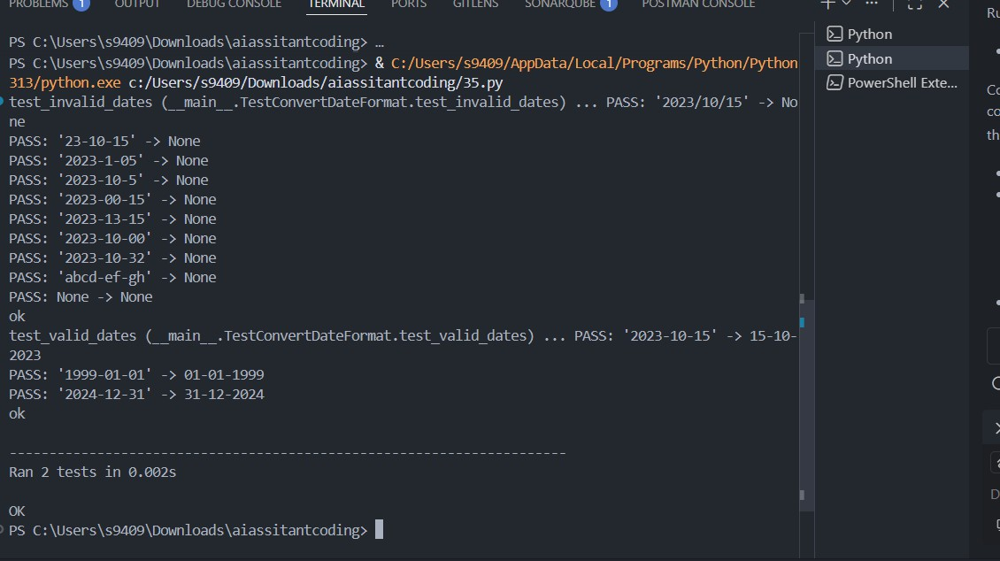 PROBLEMS 1 OUTPUT DEBUG CONSOLE TERMINAL PORTS GITLENS SONARQUBE 1 POSTMAN CONSOLE
PS C:\Users\s9409\Downloads\aiassitantcoding> …
PS C:\Users\s9409\Downloads\aiassitantcoding> & C:/Users/s9409/AppData/Local/Programs/Python/Python
313/python.exe c:/Users/s9409/Downloads/aiassitantcoding/35.py
test_invalid_dates (__main__.TestConvertDateFormat.test_invalid_dates) ... PASS: '2023/10/15' -> No
ne
PASS: '23-10-15' -> None
PASS: '2023-1-05' -> None
PASS: '2023-10-5' -> None
PASS: '2023-00-15' -> None
PASS: '2023-13-15' -> None
PASS: '2023-10-00' -> None
PASS: '2023-10-32' -> None
PASS: 'abcd-ef-gh' -> None
PASS: None -> None
ok
test_valid_dates (__main__.TestConvertDateFormat.test_valid_dates) ... PASS: '2023-10-15' -> 15-10-
2023
PASS: '1999-01-01' -> 01-01-1999
PASS: '2024-12-31' -> 31-12-2024
ok
----------------------------------------------------------------------
Ran 2 tests in 0.002s
OK
PS C:\Users\s9409\Downloads\aiassitantcoding>
Python
Python
PowerShell Exte...
Ru
co
th